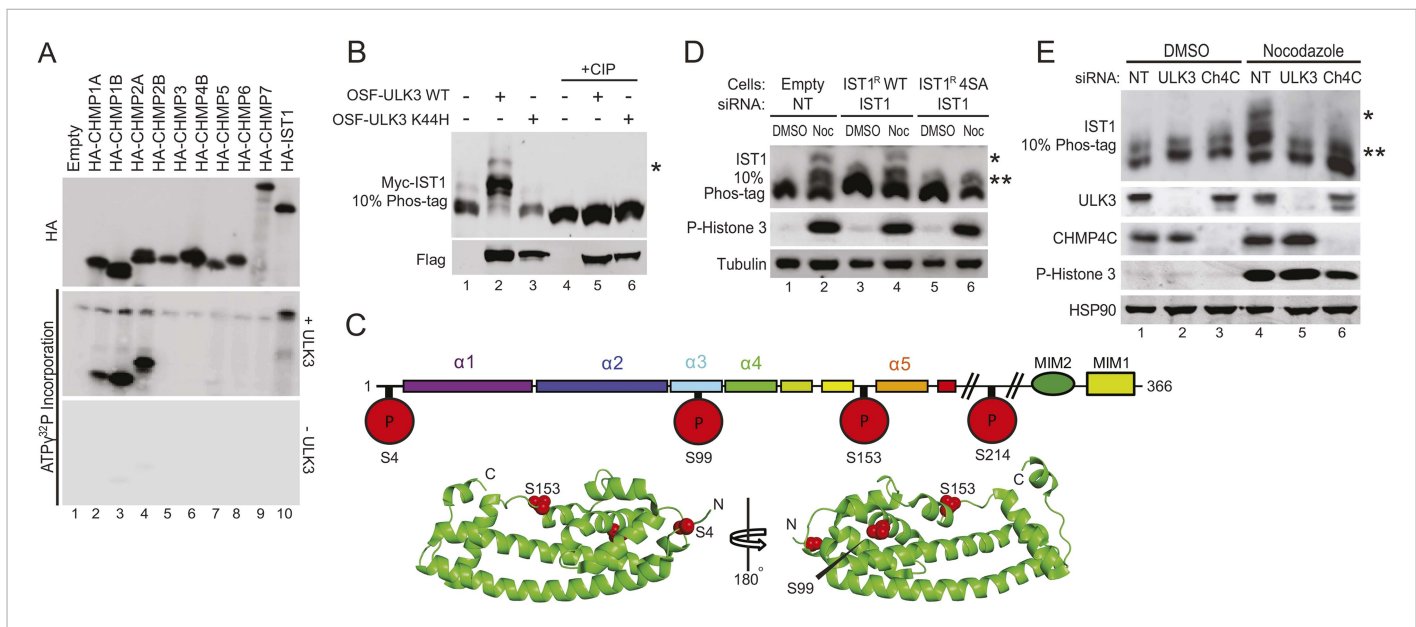 A
Empty
HA-CHMP1A
HA-CHMP1B
HA-CHMP2A
HA-CHMP2B
HA-CHMP3
HA-CHMP4B
HA-CHMP5
HA-CHMP6
HA-CHMP7
HA-IST1
HA
ATPγ³²P Incorporation
+ ULK3
- ULK3
1 2 3 4 5 6 7 8 9 10
B
+CIP
OSF-ULK3 WT - + - - + -
OSF-ULK3 K44H - - + - - +
Myc-IST1
10% Phos-tag
*
Flag
1 2 3 4 5 6
D
Cells: Empty IST1ᴿ WT IST1ᴿ 4SA
siRNA: NT IST1 IST1
DMSO Noc DMSO Noc DMSO Noc
IST1 *
10% **
Phos-tag
P-Histone 3
Tubulin
1 2 3 4 5 6
E
DMSO Nocodazole
siRNA: NT ULK3 Ch4C NT ULK3 Ch4C
IST1 *
10% Phos-tag **
ULK3
CHMP4C
P-Histone 3
HSP90
1 2 3 4 5 6
C
α1 α2 α3 α4 α5 MIM2 MIM1
1 366
P P P P
S4 S99 S153 S214
C S153 N S4
180°
N S153 C S99